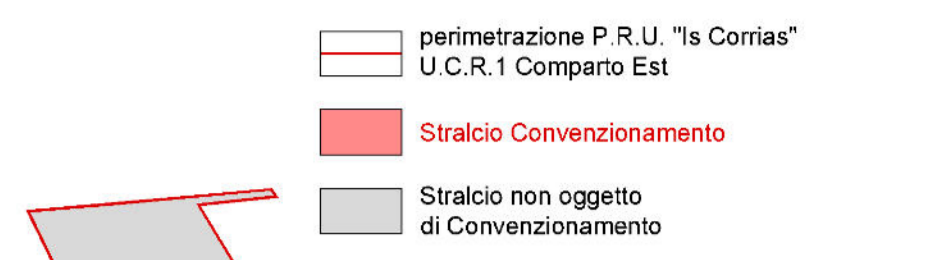 perimetrazione P.R.U. "Is Corrias"
U.C.R.1 Comparto Est
Stralcio Convenzionamento
Stralcio non oggetto
di Convenzionamento